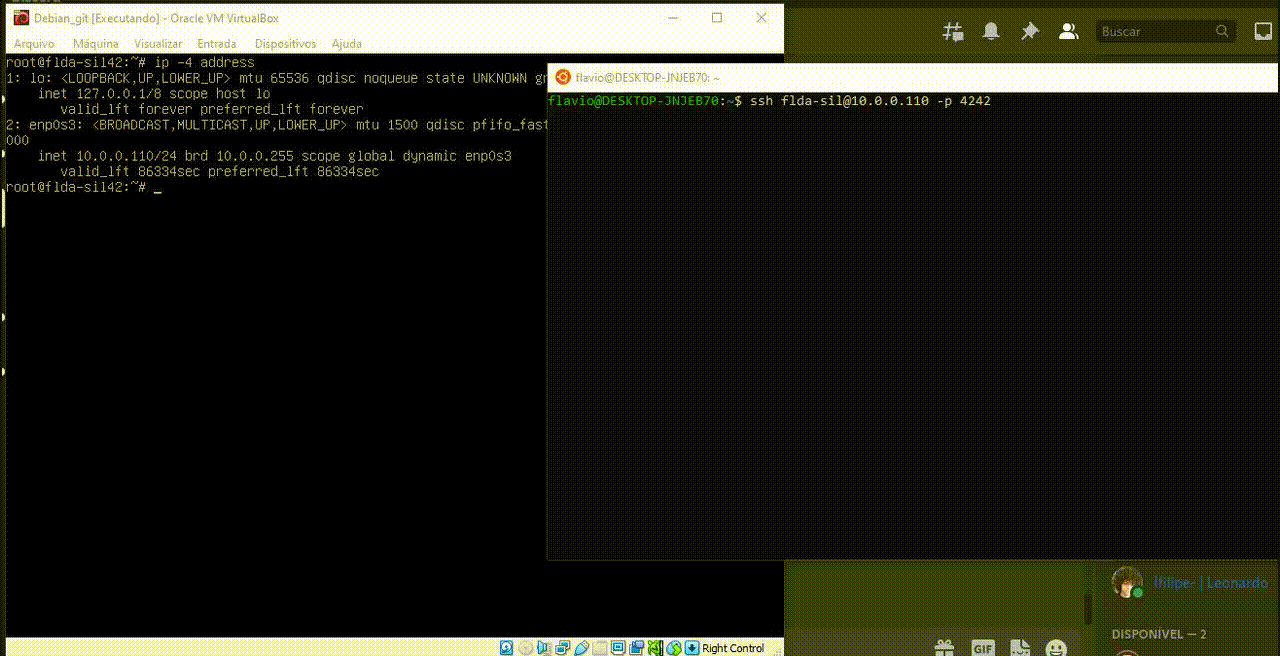 Debian_git [Executando] - Oracle VM VirtualBox
Arquivo Máquina Visualizar Entrada Dispositivos Ajuda
root@flda-sil42:~# ip -4 address
1: lo: <LOOPBACK,UP,LOWER_UP> mtu 65536 qdisc noqueue state UNKNOWN gr
inet 127.0.0.1/8 scope host lo
valid_lft forever preferred_lft forever
2: enp0s3: <BROADCAST,MULTICAST,UP,LOWER_UP> mtu 1500 qdisc pfifo_fast
000
inet 10.0.0.110/24 brd 10.0.0.255 scope global dynamic enp0s3
valid_lft 86334sec preferred_lft 86334sec
root@flda-sil42:~# _
Right Control
Buscar
flavio@DESKTOP-JNJEB70: ~
flavio@DESKTOP-JNJEB70:~$ ssh flda-sil@10.0.0.110 -p 4242
| Leonardo
DISPONÍVEL — 2
GIF